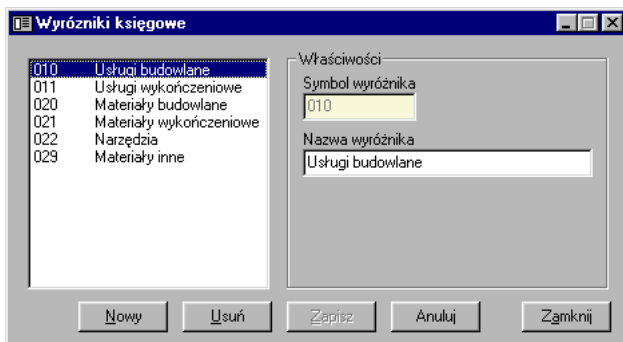 Wyrózniki księgowe
010 Usługi budowlane
011 Usługi wykończeniowe
020 Materiały budowlane
021 Materiały wykończeniowe
022 Narzędzia
029 Materiały inne
Właściwości
Symbol wyróżnika
010
Nazwa wyróżnika
Usługi budowlane
Nowy
Usuń
Zapisz
Anuluj
Zamknij